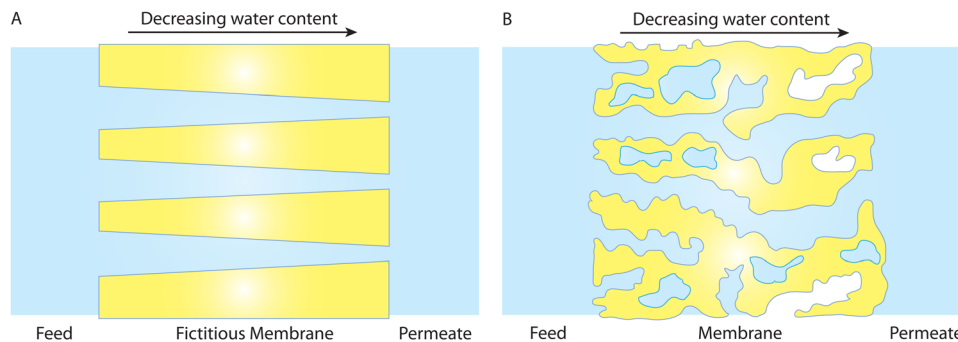 A
Decreasing water content
Feed
Fictitious Membrane
Permeate
B
Decreasing water content
Feed
Membrane
Permeate